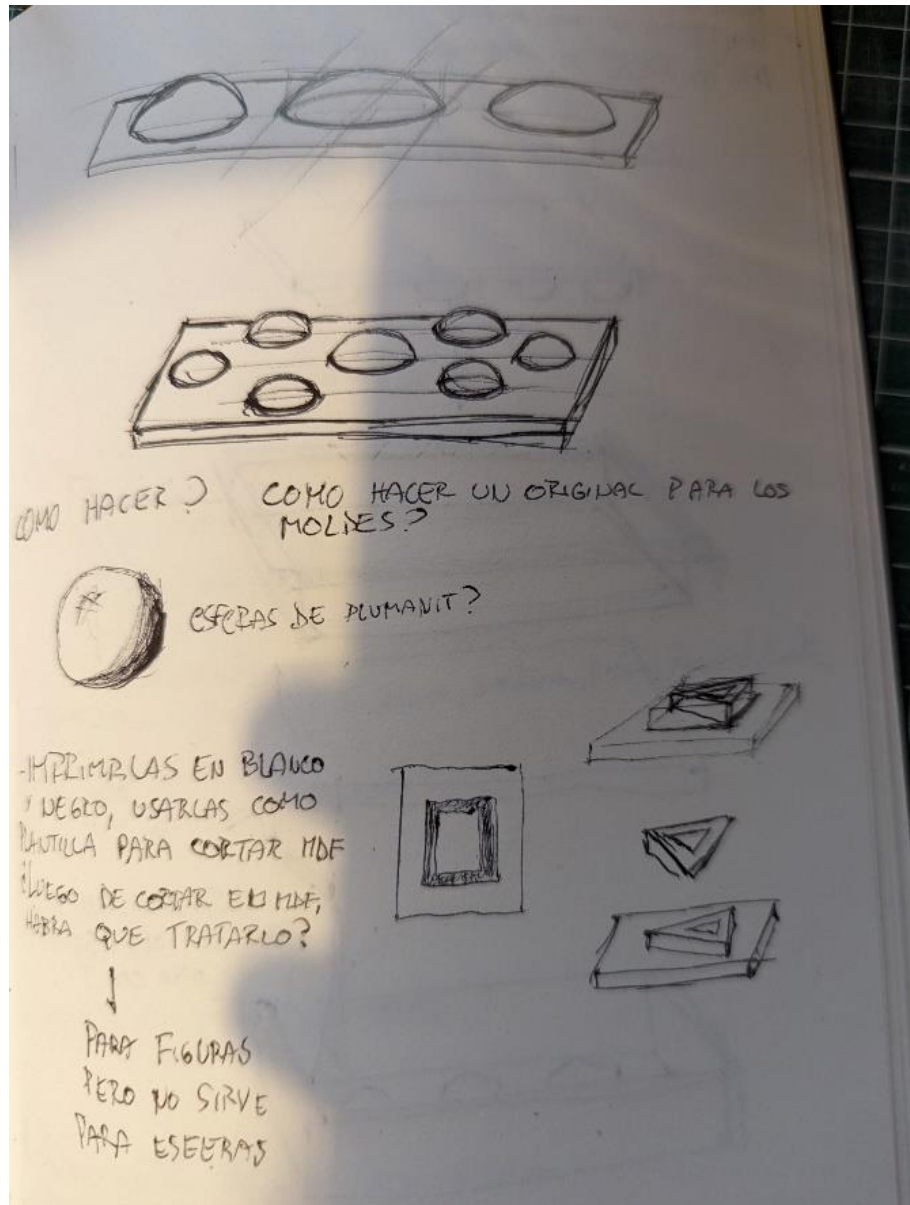 COMO HACER?
COMO HACER UN ORIGINAL PARA LOS
MOLDES?
ESFERAS DE PLUMANIT?
-IMPRIMIRLAS EN BLANCO
Y NEGRO, USARLAS COMO
PLANTILLA PARA CORTAR MDF
LUEGO DE CORTAR EN MDF,
HABRA QUE TRATARLO?
PARA FIGURAS
PERO NO SIRVE
PARA ESFERAS